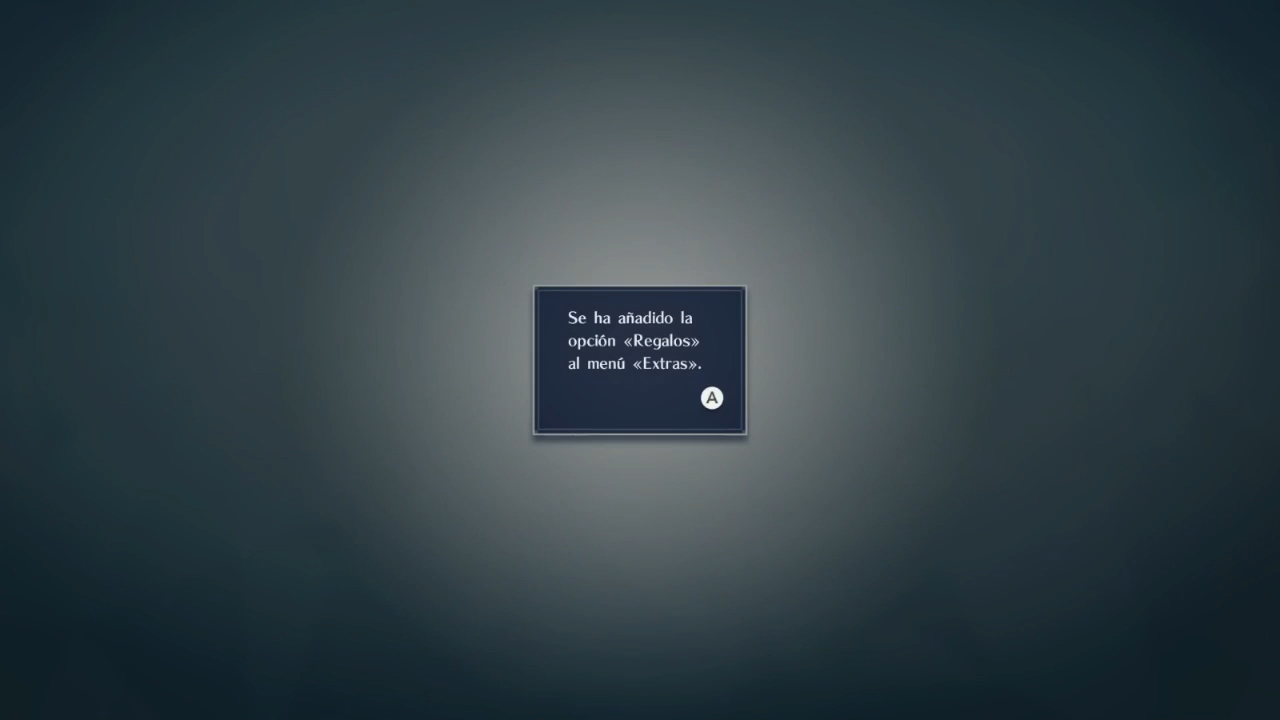 Se ha añadido la
opción «Regalos»
al menú «Extras».
A